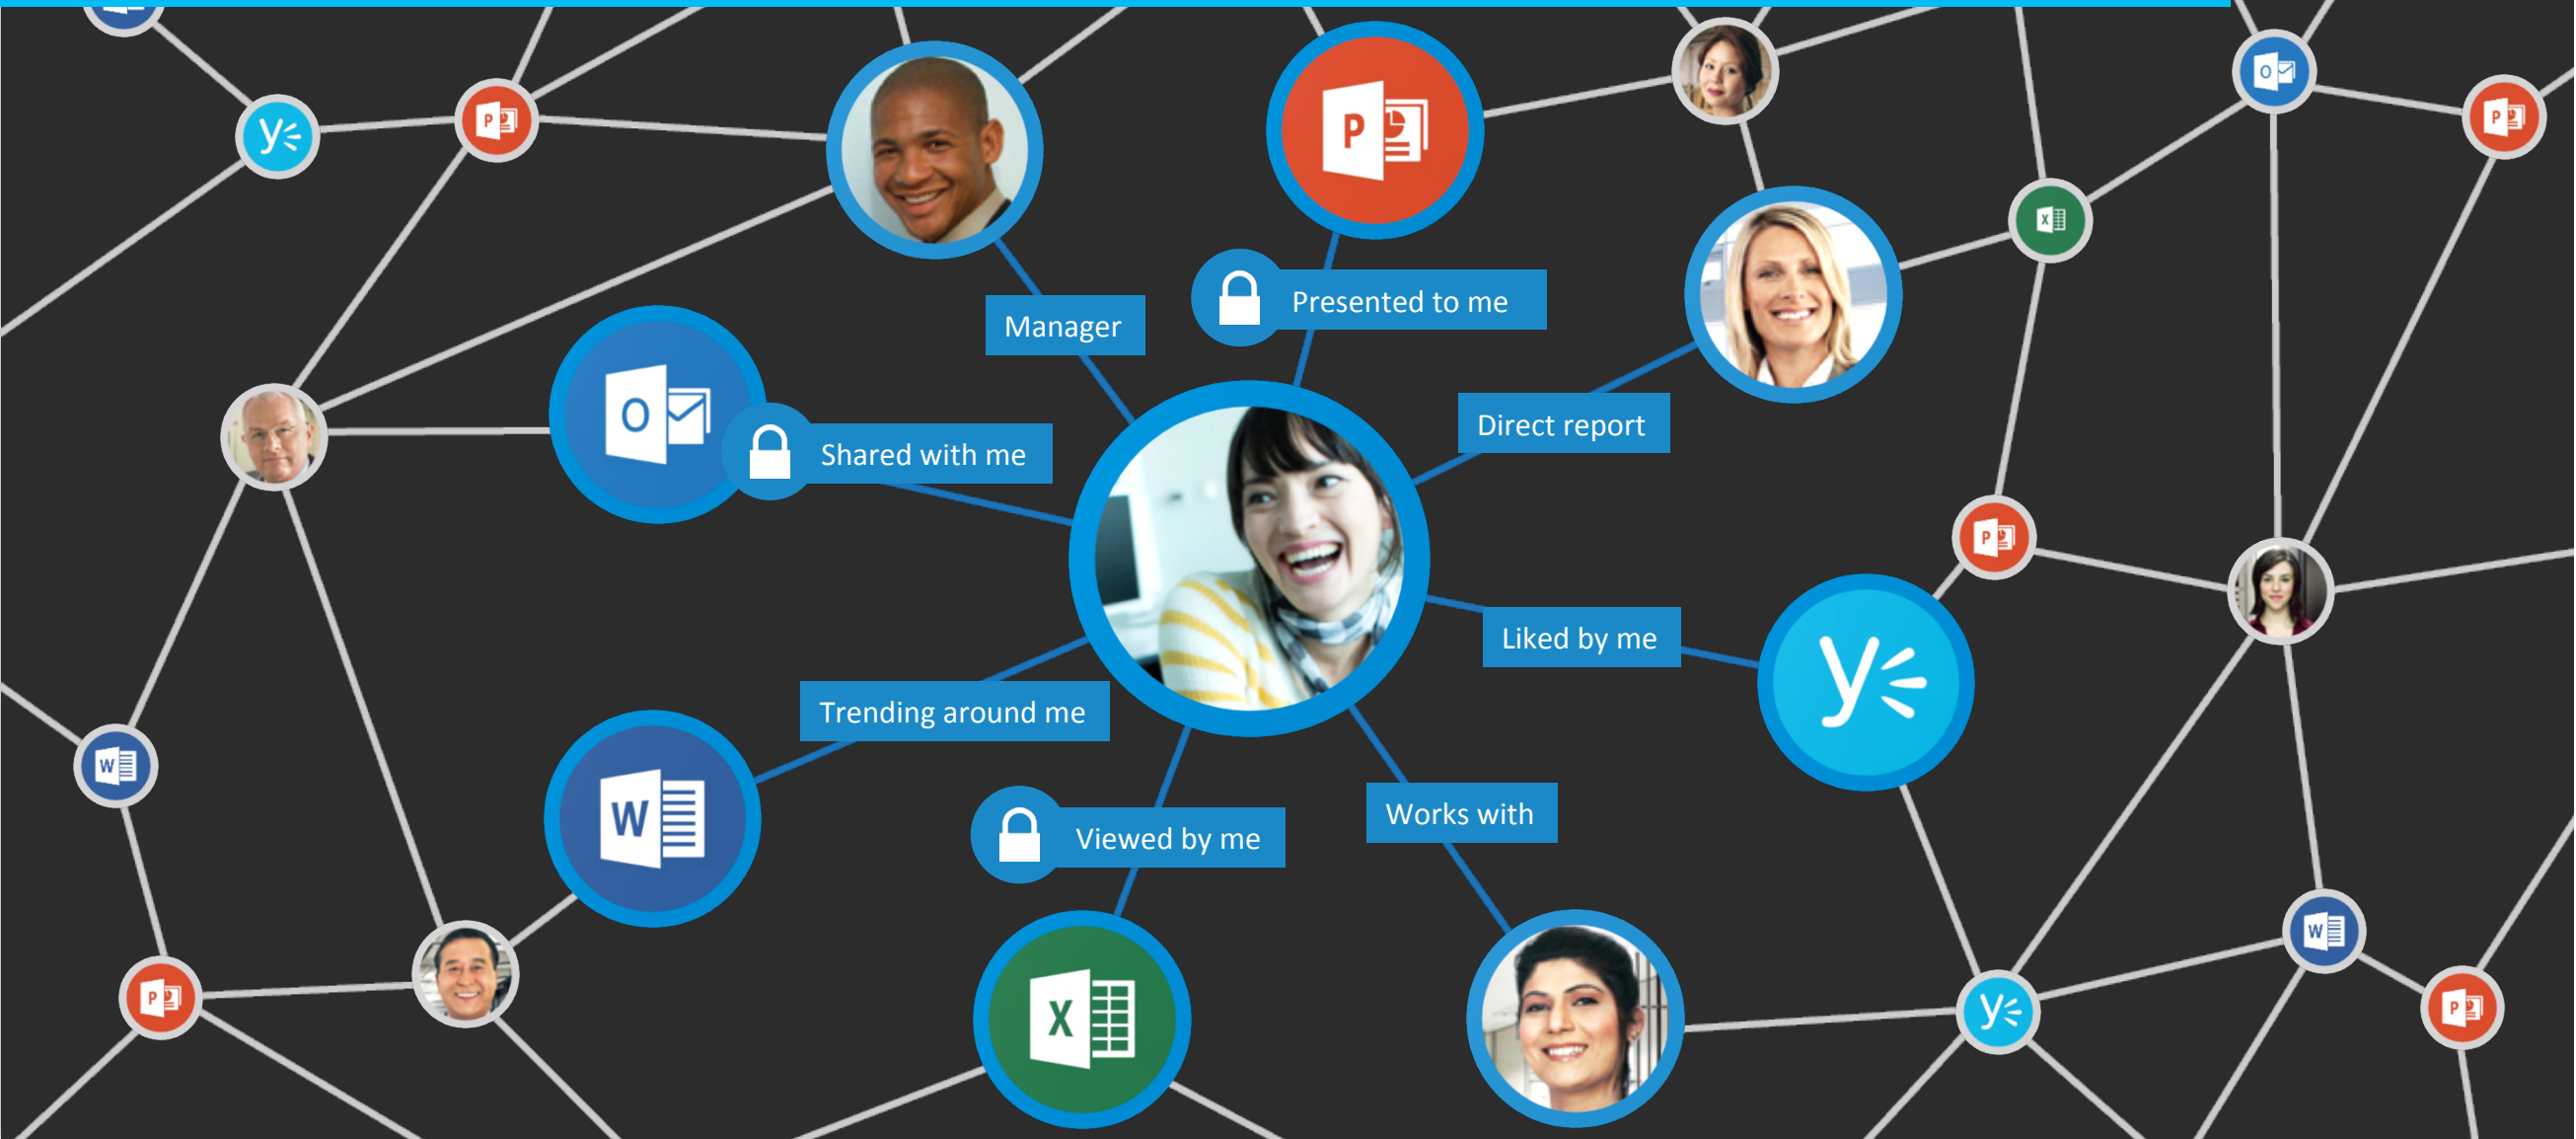 Manager
Presented to me
Direct report
Shared with me
Liked by me
Trending around me
Works with
Viewed by me
P
O
W
X
y